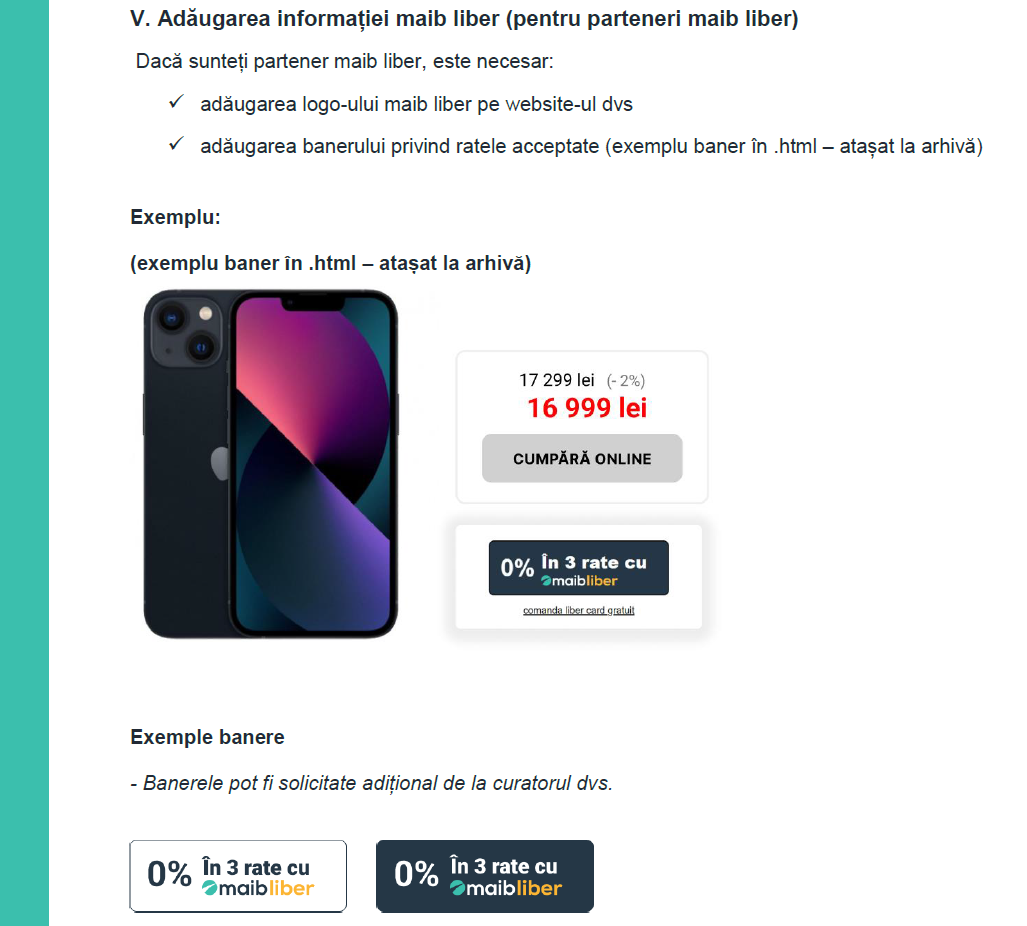 V. Adăugarea informației maib liber (pentru parteneri maib liber)
Dacă sunteți partener maib liber, este necesar:
✓ adăugarea logo-ului maib liber pe website-ul dvs
✓ adăugarea banerului privind ratele acceptate (exemplu baner în .html – atașat la arhivă)
Exemplu:
(exemplu baner în .html – atașat la arhivă)
17 299 lei (- 2%)
16 999 lei
CUMPĂRĂ ONLINE
0% În 3 rate cu
maibliber
comanda liber card gratuit
Exemple banere
- Banerele pot fi solicitate adițional de la curatorul dvs.
0% În 3 rate cu
maibliber
0% În 3 rate cu
maibliber